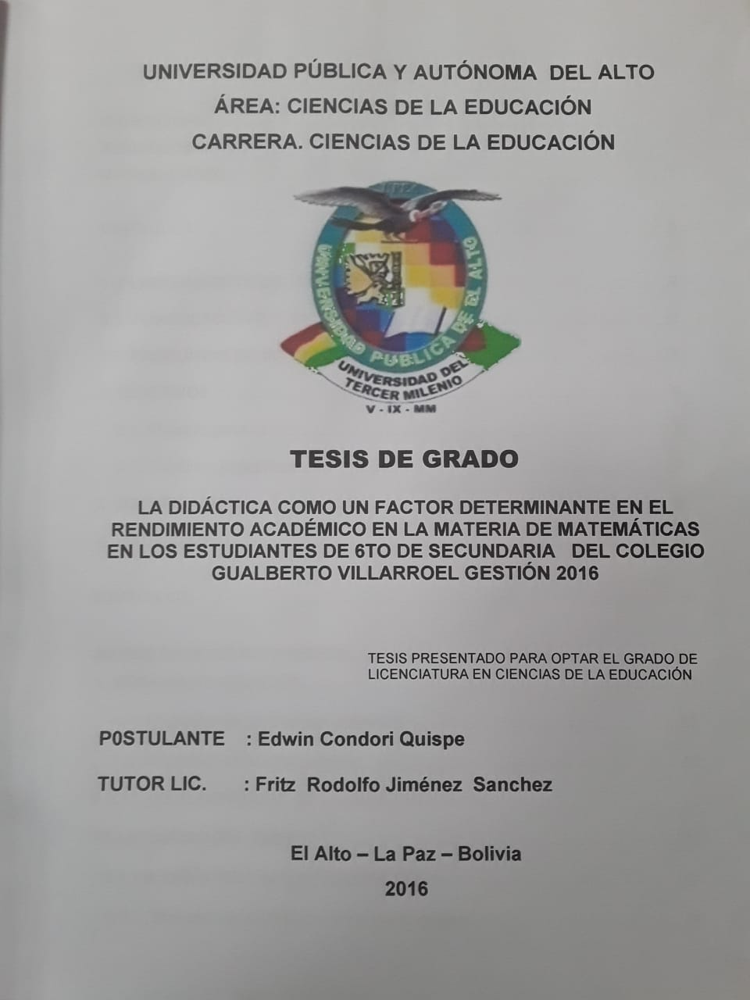 UNIVERSIDAD PÚBLICA Y AUTÓNOMA DEL ALTO
ÁREA: CIENCIAS DE LA EDUCACIÓN
CARRERA. CIENCIAS DE LA EDUCACIÓN
UNIVERSIDAD PUBLICA DE EL ALTO
UNIVERSIDAD DEL
TERCER MILENIO
V - IX - MM
TESIS DE GRADO
LA DIDÁCTICA COMO UN FACTOR DETERMINANTE EN EL
RENDIMIENTO ACADÉMICO EN LA MATERIA DE MATEMÁTICAS
EN LOS ESTUDIANTES DE 6TO DE SECUNDARIA DEL COLEGIO
GUALBERTO VILLARROEL GESTIÓN 2016
TESIS PRESENTADO PARA OPTAR EL GRADO DE
LICENCIATURA EN CIENCIAS DE LA EDUCACIÓN
P0STULANTE : Edwin Condori Quispe
TUTOR LIC. : Fritz Rodolfo Jiménez Sanchez
El Alto – La Paz – Bolivia
2016